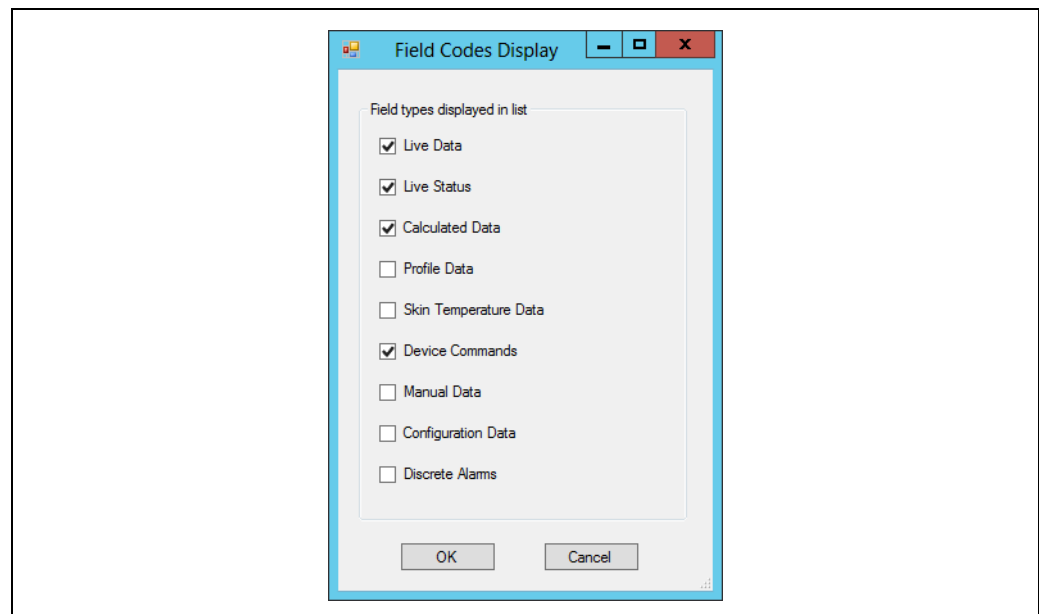 Field Codes Display
Field types displayed in list
Live Data
Live Status
Calculated Data
Profile Data
Skin Temperature Data
Device Commands
Manual Data
Configuration Data
Discrete Alarms
OK Cancel